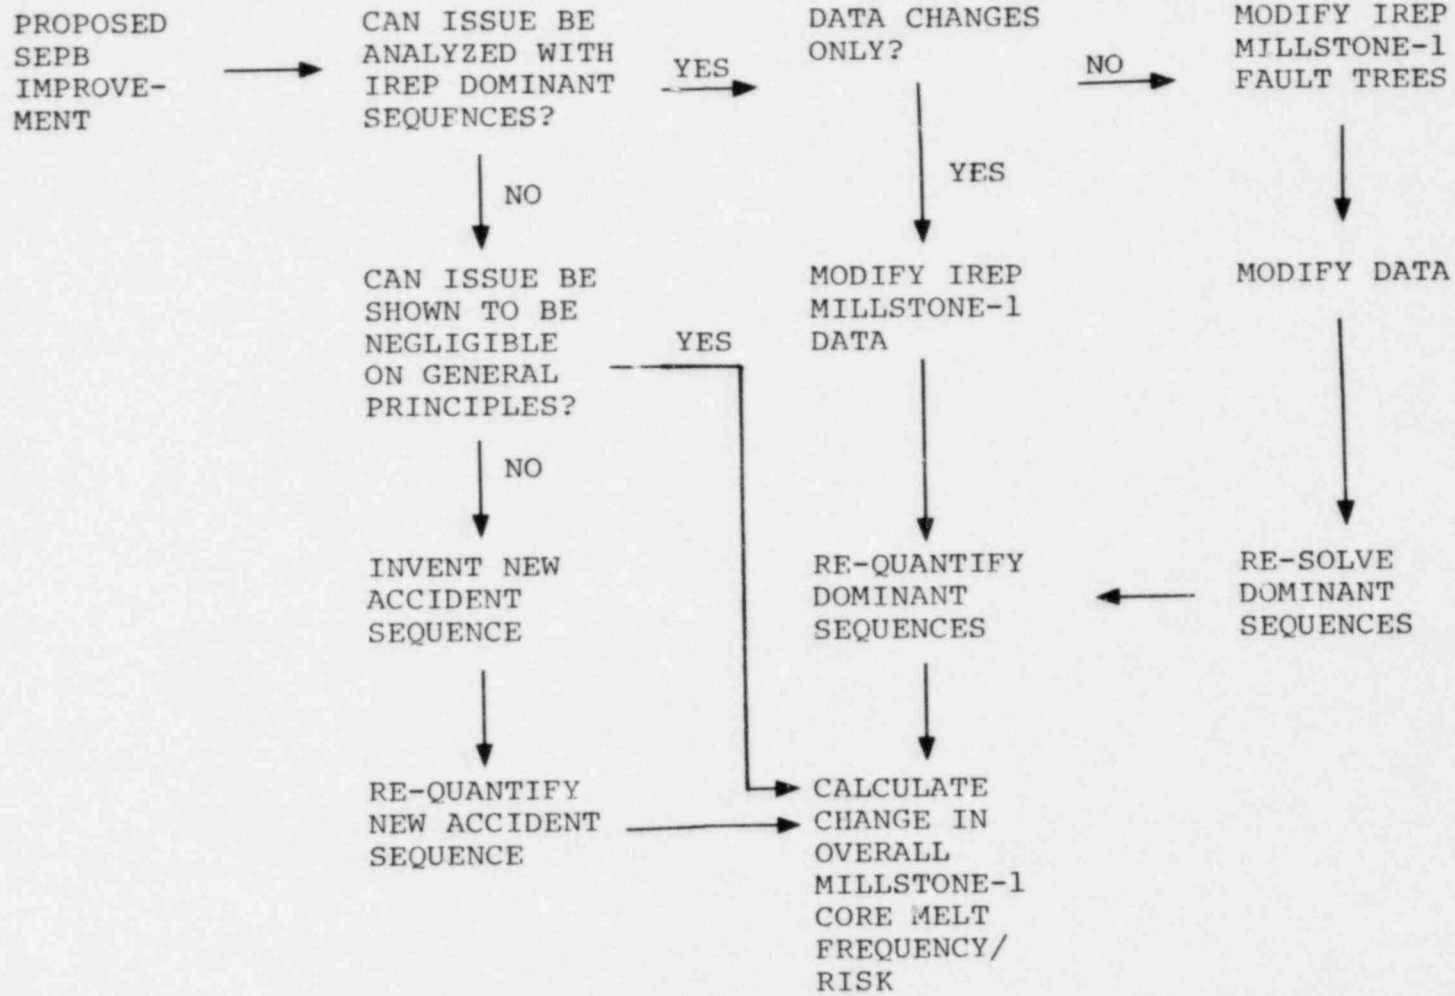 PROPOSED
SEPB
IMPROVE-
MENT
CAN ISSUE BE
ANALYZED WITH
IREP DOMINANT
SEQUFNCES?
YES
DATA CHANGES
ONLY?
NO
MODIFY IREP
MILLSTONE-1
FAULT TREES
NO
YES
CAN ISSUE BE
SHOWN TO BE
NEGLIGIBLE
ON GENERAL
PRINCIPLES?
YES
MODIFY IREP
MILLSTONE-1
DATA
MODIFY DATA
NO
INVENT NEW
ACCIDENT
SEQUENCE
RE-QUANTIFY
DOMINANT
SEQUENCES
RE-SOLVE
DOMINANT
SEQUENCES
RE-QUANTIFY
NEW ACCIDENT
SEQUENCE
CALCULATE
CHANGE IN
OVERALL
MILLSTONE-1
CORE MELT
FREQUENCY/
RISK